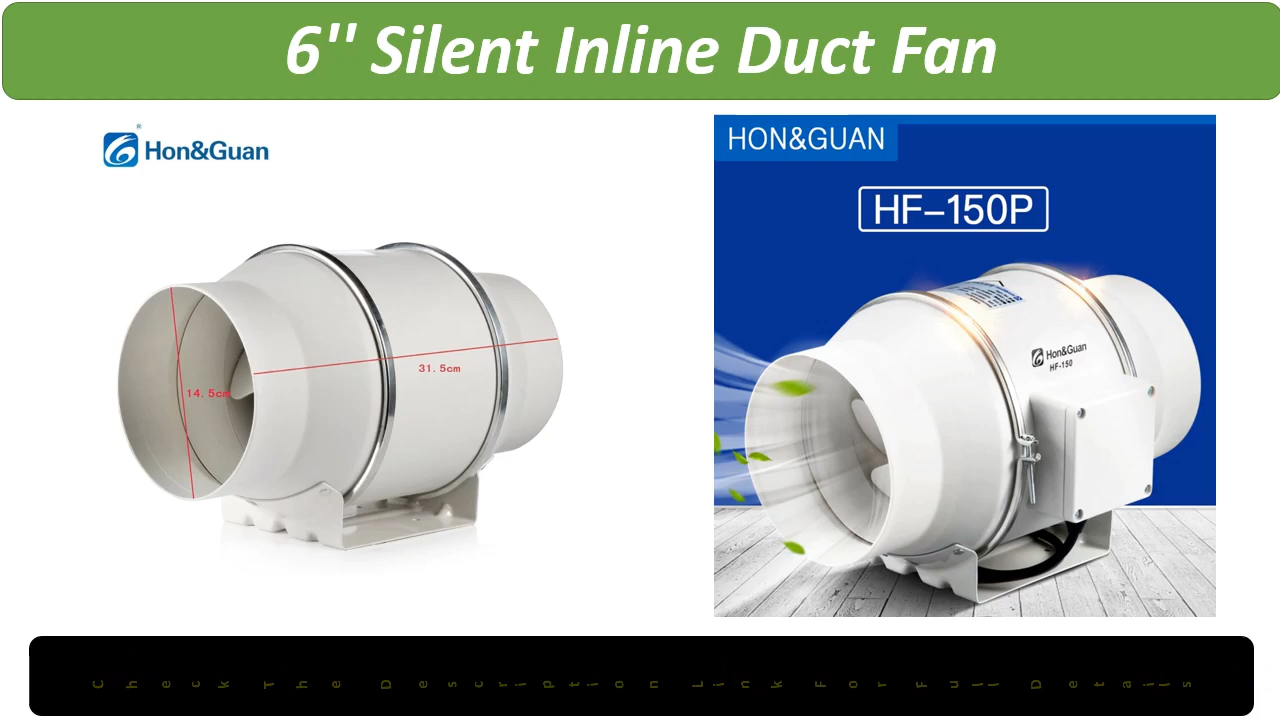 6'' Silent Inline Duct Fan
®
Hon&Guan
14.5cm
31.5cm
HON&GUAN
HF-150P
Hon&Guan
HF-150
Check The Description Link For Full Details